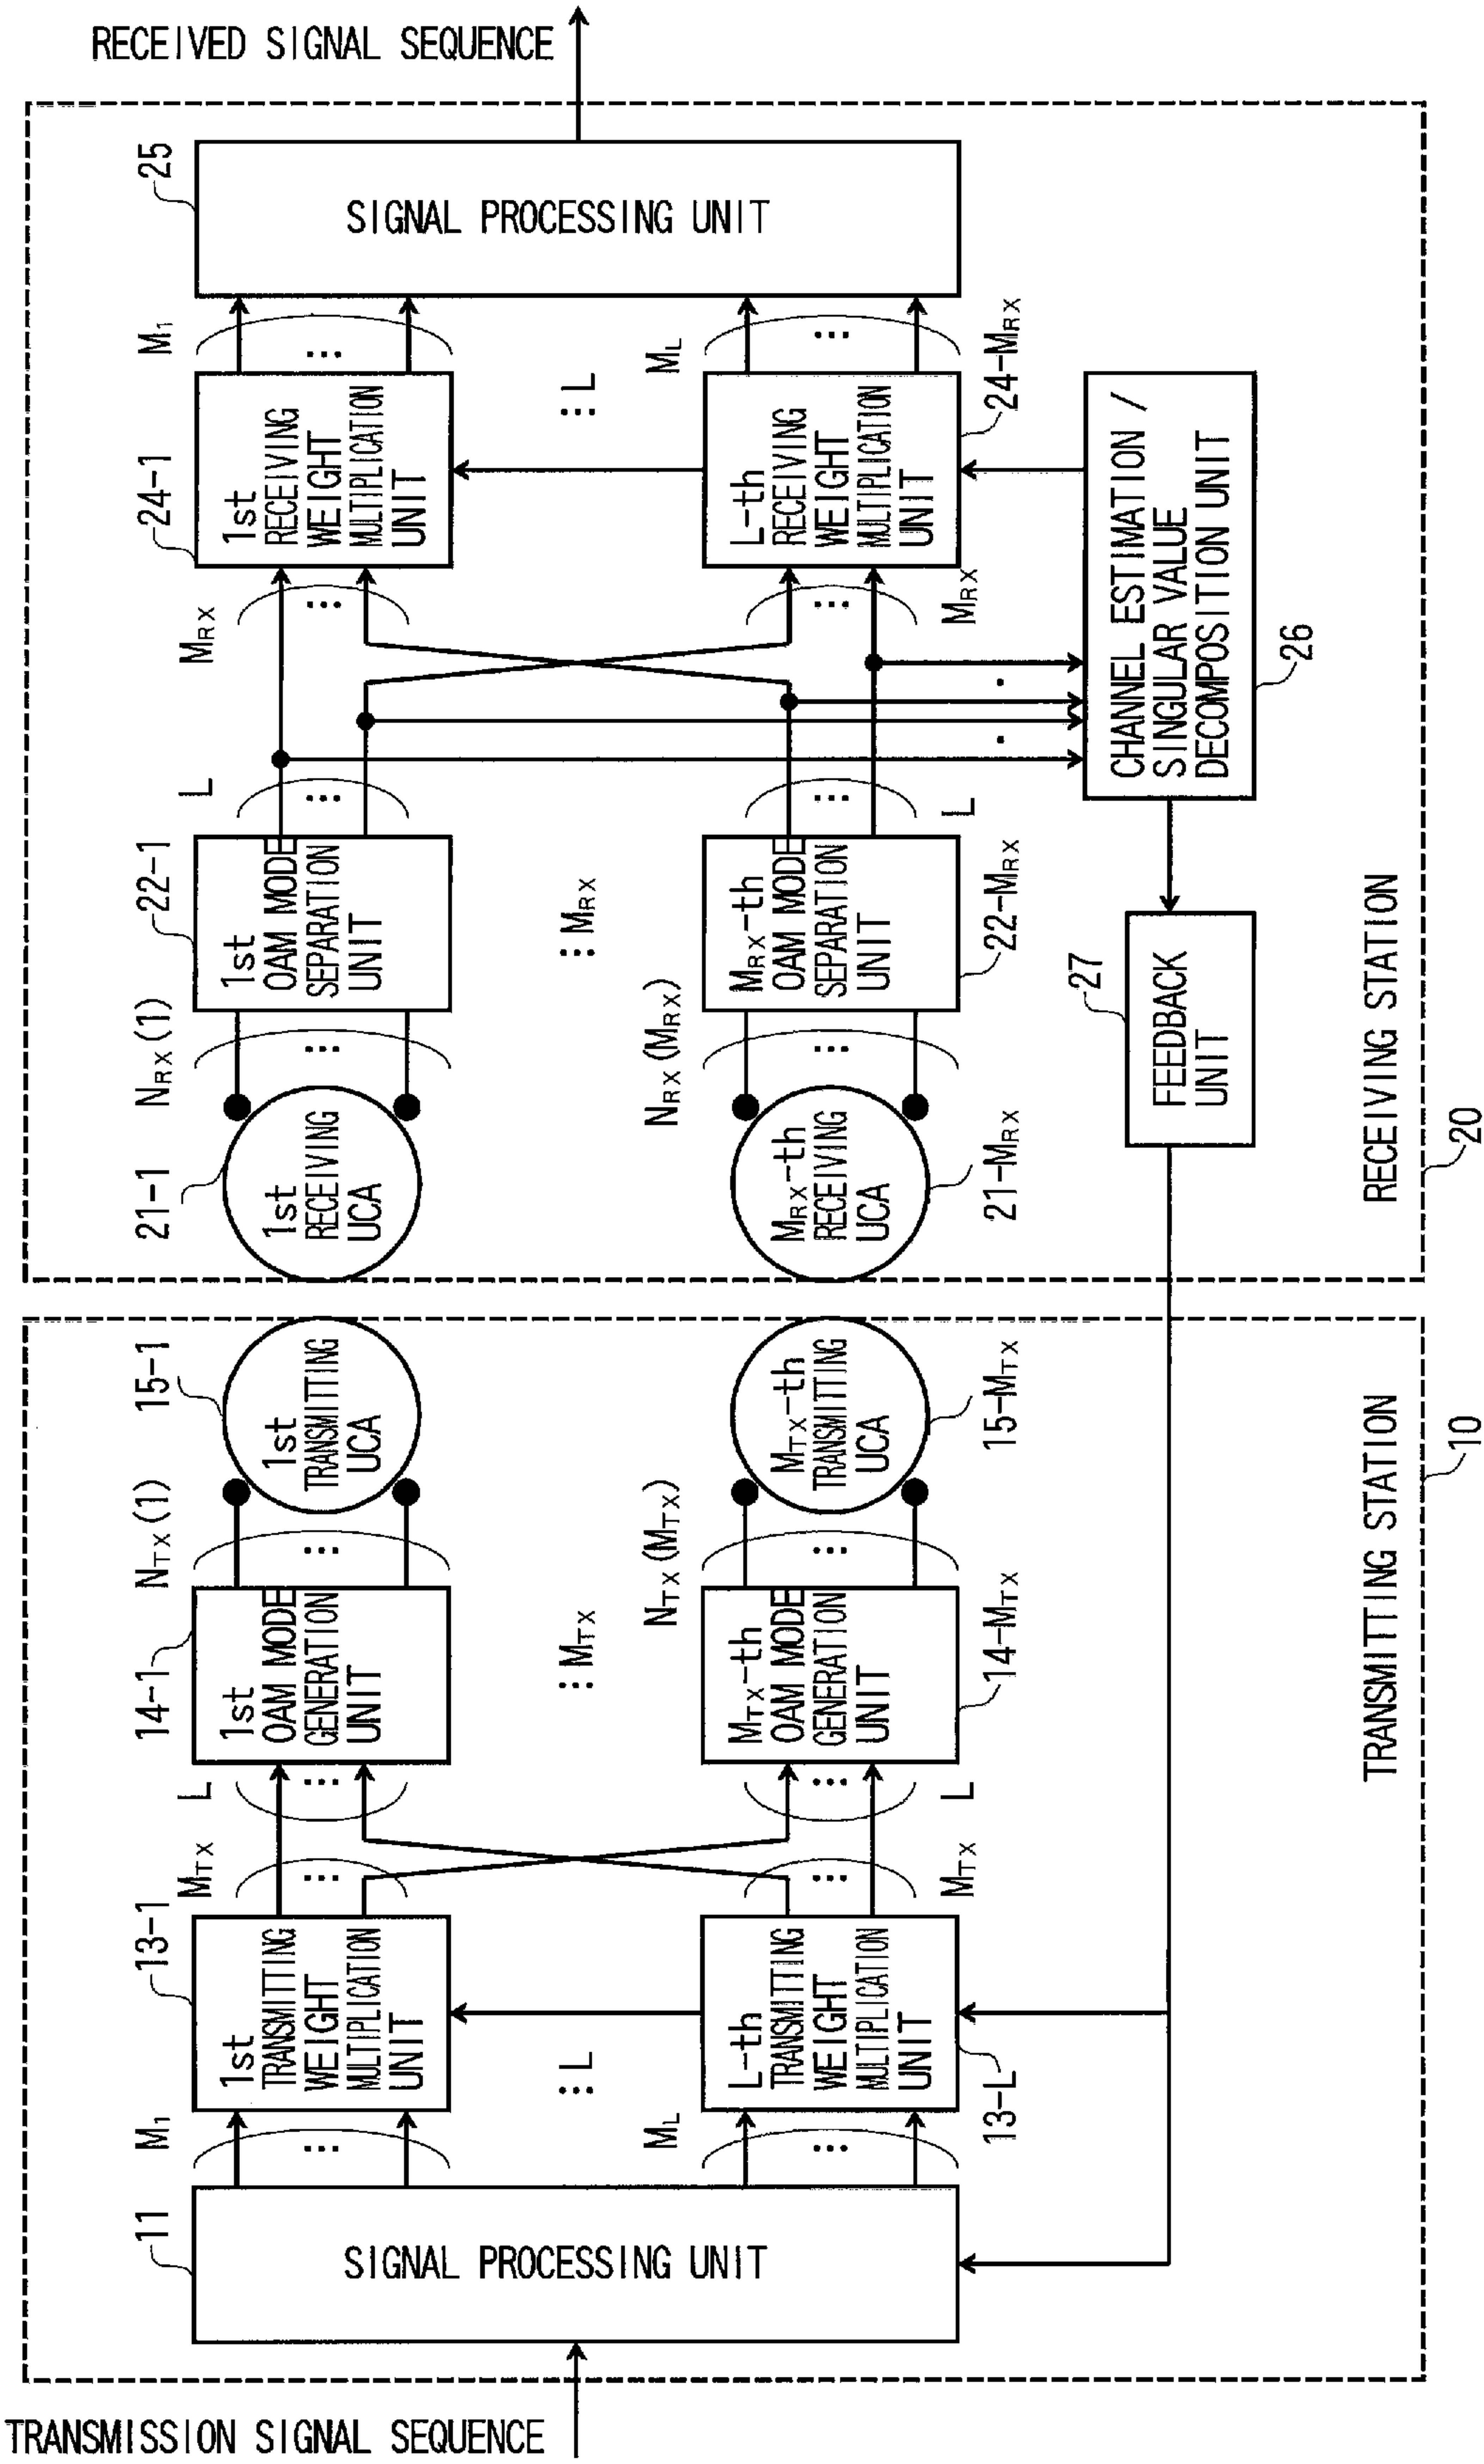 TRANSMISSION SIGNAL SEQUENCE
11
SIGNAL PROCESSING UNIT
M1
ML
13-1
1st
TRANSMITTING
WEIGHT
MULTIPLICATION
UNIT
⋮L
L-th
TRANSMITTING
WEIGHT
MULTIPLICATION
UNIT
13-L
MTX
L
MTX
L
14-1
1st
OAM MODE
GENERATION
UNIT
⋮MTX
MTX-th
OAM MODE
GENERATION
UNIT
14-MTX
NTX(1)
NTX(MTX)
15-1
1st
TRANSMITTING
UCA
MTX-th
TRANSMITTING
UCA
15-MTX
TRANSMITTING STATION
10
21-1
1st
RECEIVING
UCA
MRX-th
RECEIVING
UCA
21-MRX
NRX(1)
NRX(MRX)
22-1
1st
OAM MODE
SEPARATION
UNIT
⋮MRX
MRX-th
OAM MODE
SEPARATION
UNIT
22-MRX
L
L
MRX
MRX
24-1
1st
RECEIVING
WEIGHT
MULTIPLICATION
UNIT
⋮L
L-th
RECEIVING
WEIGHT
MULTIPLICATION
UNIT
24-MRX
M1
ML
25
SIGNAL PROCESSING UNIT
RECEIVED SIGNAL SEQUENCE
CHANNEL ESTIMATION /
SINGULAR VALUE
DECOMPOSITION UNIT
26
27
FEEDBACK
UNIT
RECEIVING STATION
20